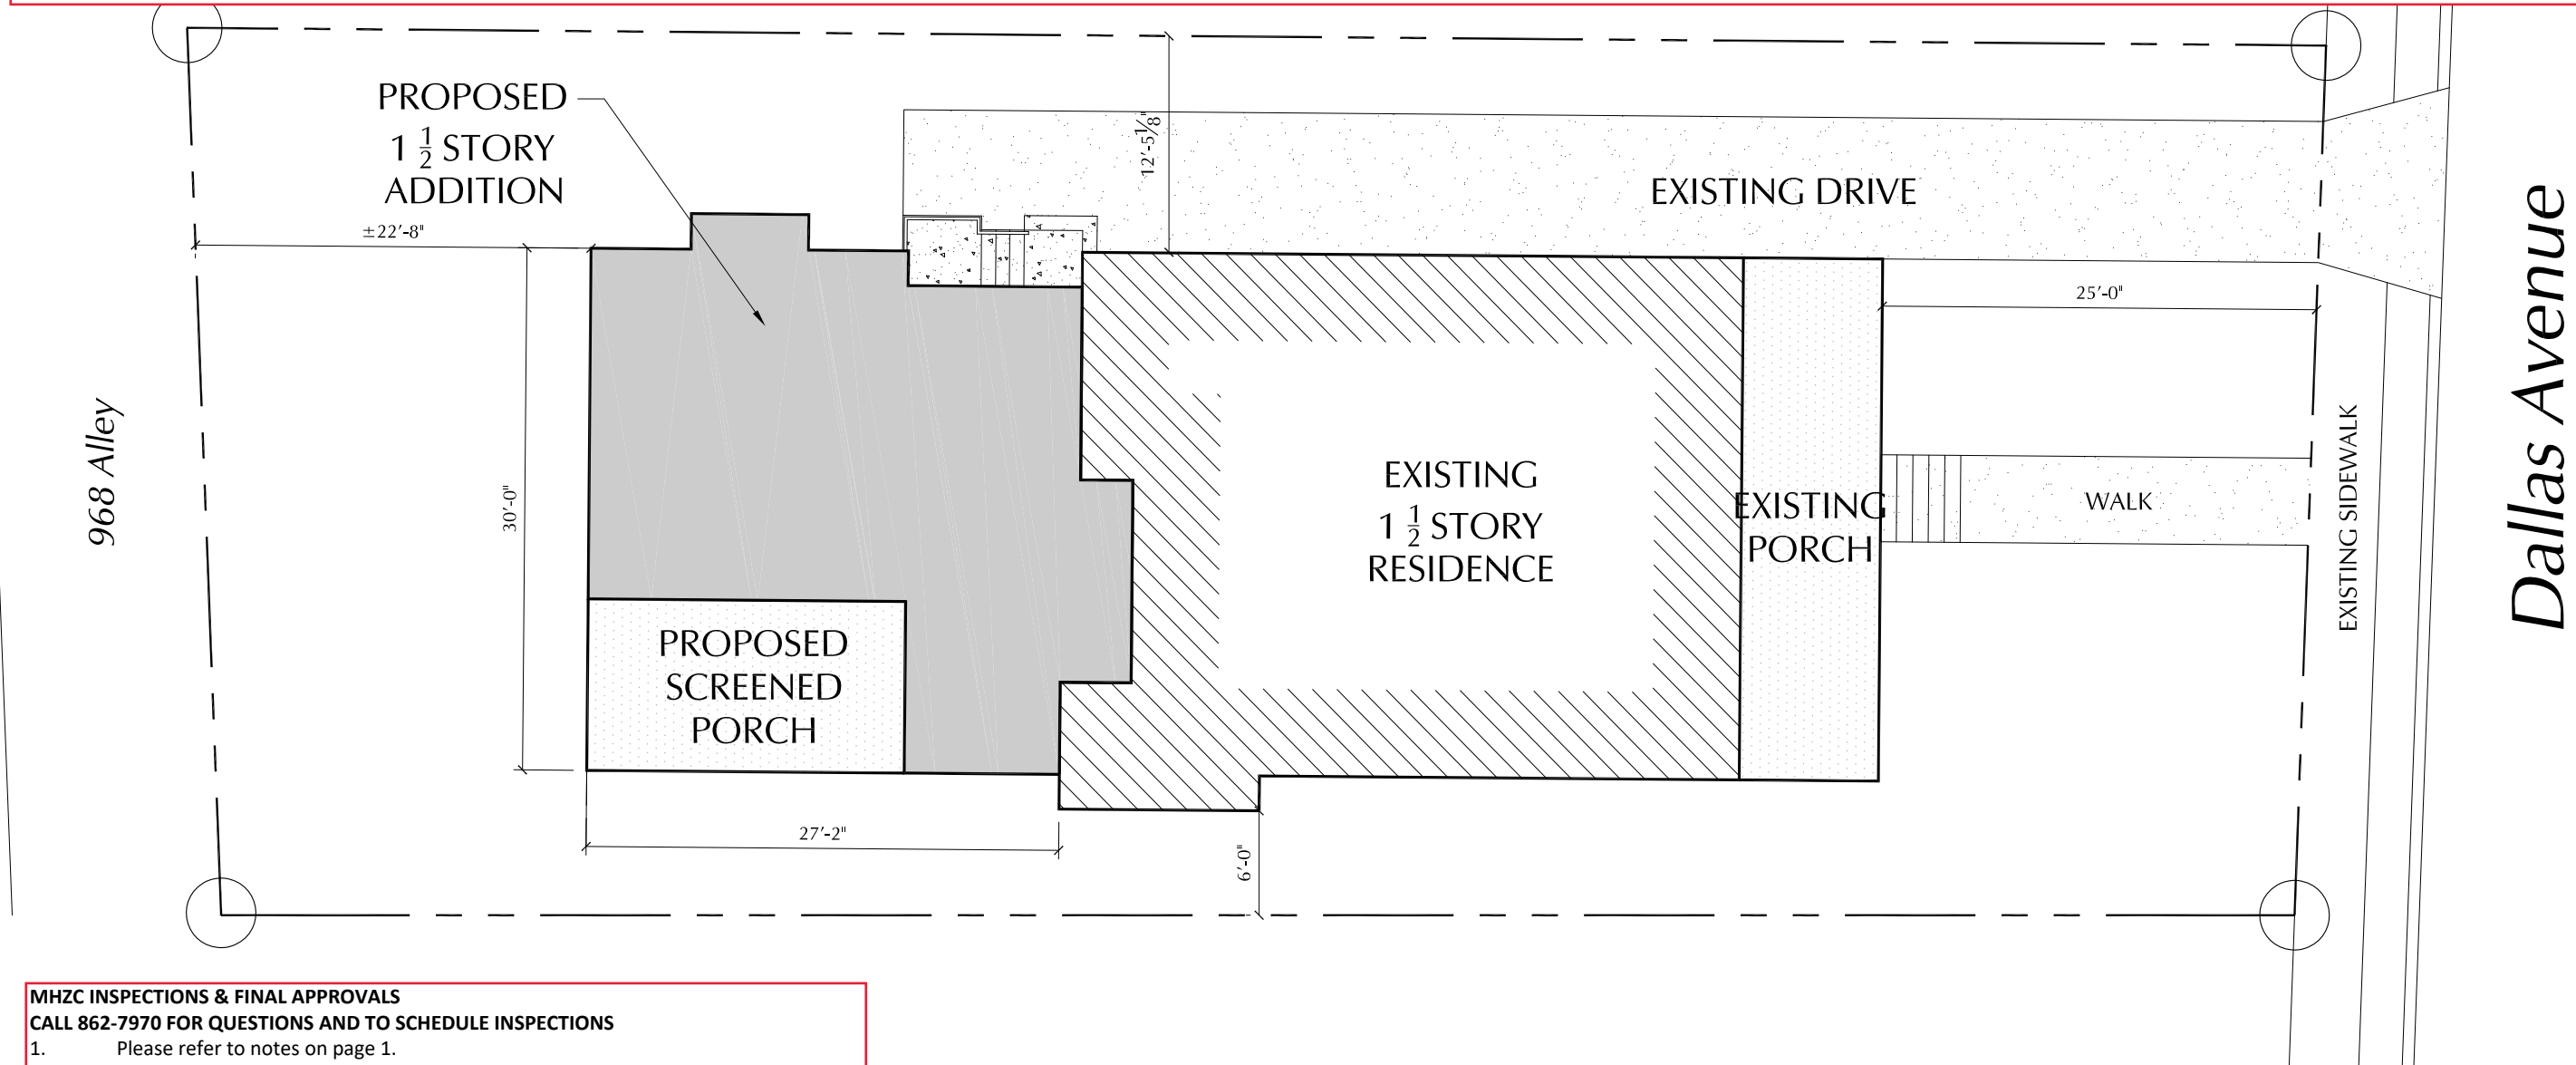 PROPOSED
1 1/2 STORY
ADDITION
±22'-8"
12'-5 1/8"
EXISTING DRIVE
25'-0"
968 Alley
30'-0"
EXISTING
1 1/2 STORY
RESIDENCE
EXISTING
PORCH
WALK
EXISTING SIDEWALK
Dallas Avenue
PROPOSED
SCREENED
PORCH
27'-2"
6'-0"
MHZC INSPECTIONS & FINAL APPROVALS
CALL 862-7970 FOR QUESTIONS AND TO SCHEDULE INSPECTIONS
1. Please refer to notes on page 1.